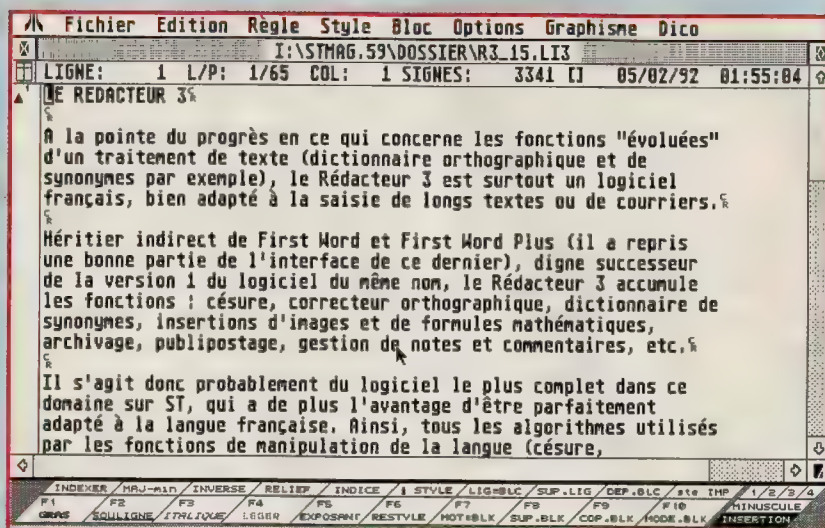 Fichier Edition Règle Style Bloc Options Graphisme Dico
I:\STMAG.59\DOSSIER\R3_15.LI3
LIGNE: 1 L/P: 1/65 COL: 1 SIGNES: 3341 [] 05/02/92 01:55:04
LE REDACTEUR 3
A la pointe du progrès en ce qui concerne les fonctions "évoluées"
d'un traitement de texte (dictionnaire orthographique et de
synonymes par exemple), le Rédacteur 3 est surtout un logiciel
français, bien adapté à la saisie de longs textes ou de courriers.
Héritier indirect de First Word et First Word Plus (il a repris
une bonne partie de l'interface de ce dernier), digne successeur
de la version 1 du logiciel du même nom, le Rédacteur 3 accumule
les fonctions : césure, correcteur orthographique, dictionnaire de
synonymes, insertions d'images et de formules mathématiques,
archivage, publipostage, gestion de notes et commentaires, etc.
Il s'agit donc probablement du logiciel le plus complet dans ce
domaine sur ST, qui a de plus l'avantage d'être parfaitement
adapté à la langue française. Ainsi, tous les algorithmes utilisés
par les fonctions de manipulation de la langue (césure,
INDEXER MAJ-min INVERSE RELIEF INDICE STYLE LIG=BLC SUP.LIG DEP.BLC ste IMP 1 2 3 4
F1 F2 F3 F4 F5 F6 F7 F8 F9 F10 MINUSCULE
GRAS SOULIGNE ITALIQUE LEGER EXPOSANT RESTYLE MOT=BLK SUP.BLK COP.BLK MODE.BLK INSERTION